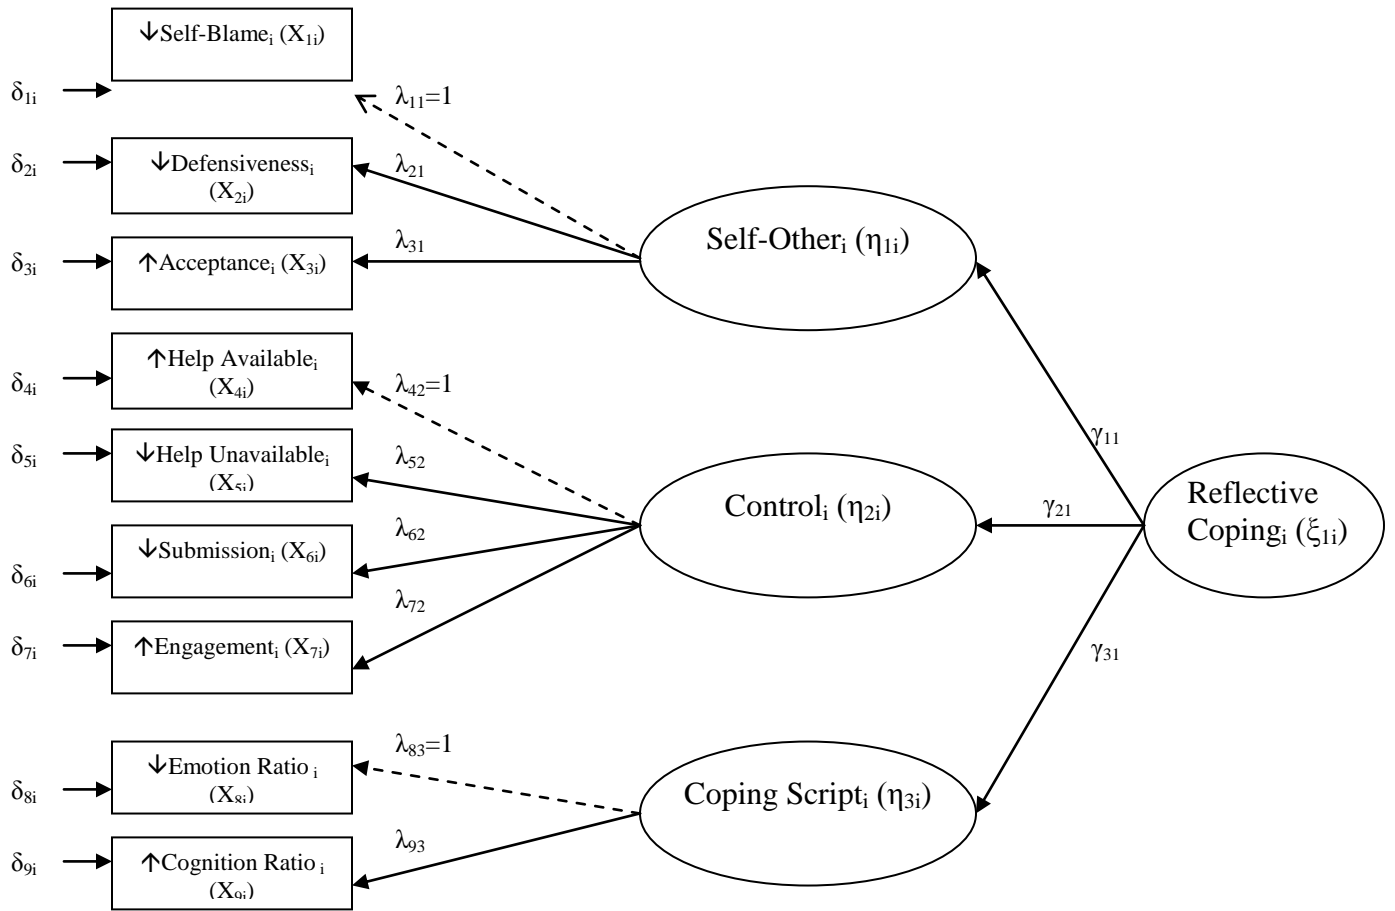 ↓Self-Blameᵢ (X₁ᵢ)
δ₁ᵢ
λ₁₁=1
δ₂ᵢ
↓Defensivenessᵢ
(X₂ᵢ)
λ₂₁
δ₃ᵢ
↑Acceptanceᵢ (X₃ᵢ)
λ₃₁
Self-Otherᵢ (η₁ᵢ)
↑Help Availableᵢ
(X₄ᵢ)
δ₄ᵢ
λ₄₂=1
δ₅ᵢ
↓Help Unavailableᵢ
(X₅ᵢ)
λ₅₂
↓Submissionᵢ (X₆ᵢ)
δ₆ᵢ
λ₆₂
δ₇ᵢ
↑Engagementᵢ (X₇ᵢ)
λ₇₂
Controlᵢ (η₂ᵢ)
γ₁₁
γ₂₁
γ₃₁
Reflective
Copingᵢ (ξ₁ᵢ)
↓Emotion Ratio ᵢ
(X₈ᵢ)
δ₈ᵢ
λ₈₃=1
δ₉ᵢ
↑Cognition Ratio ᵢ
(X₉ᵢ)
λ₉₃
Coping Scriptᵢ (η₃ᵢ)